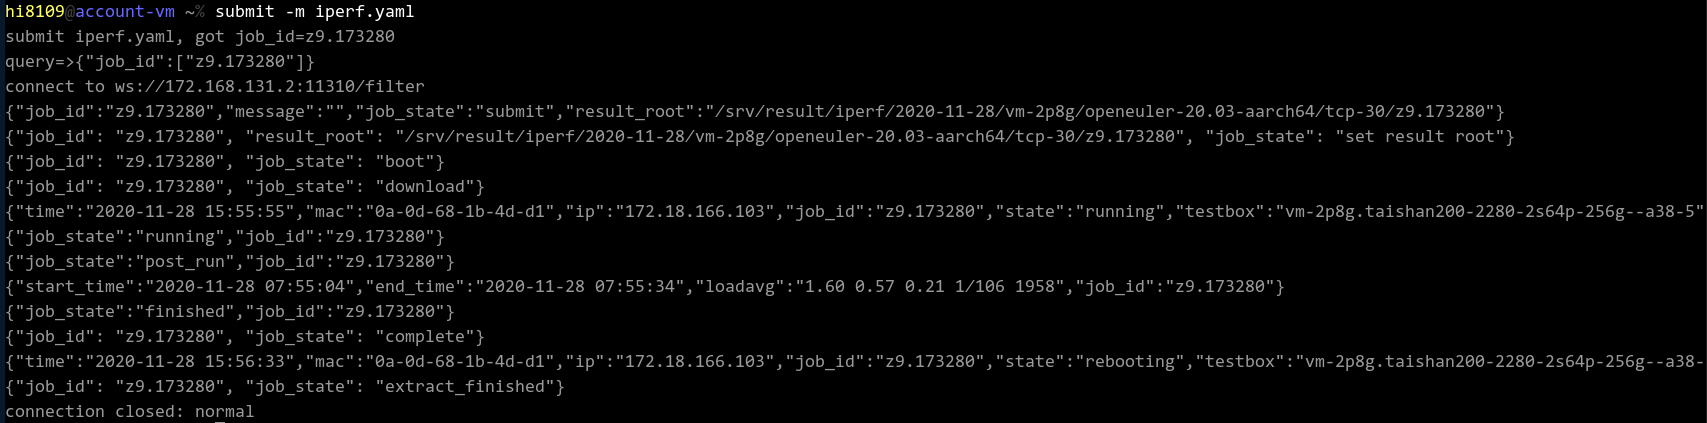 hi8109@account-vm ~% submit -m iperf.yaml
submit iperf.yaml, got job_id=z9.173280
query=>{"job_id":["z9.173280"]}
connect to ws://172.168.131.2:11310/filter
{"job_id":"z9.173280","message":"","job_state":"submit","result_root":"/srv/result/iperf/2020-11-28/vm-2p8g/openeuler-20.03-aarch64/tcp-30/z9.173280"}
{"job_id": "z9.173280", "result_root": "/srv/result/iperf/2020-11-28/vm-2p8g/openeuler-20.03-aarch64/tcp-30/z9.173280", "job_state": "set result root"}
{"job_id": "z9.173280", "job_state": "boot"}
{"job_id": "z9.173280", "job_state": "download"}
{"time":"2020-11-28 15:55:55","mac":"0a-0d-68-1b-4d-d1","ip":"172.18.166.103","job_id":"z9.173280","state":"running","testbox":"vm-2p8g.taishan200-2280-2s64p-256g--a38-5"
{"job_state":"running","job_id":"z9.173280"}
{"job_state":"post_run","job_id":"z9.173280"}
{"start_time":"2020-11-28 07:55:04","end_time":"2020-11-28 07:55:34","loadavg":"1.60 0.57 0.21 1/106 1958","job_id":"z9.173280"}
{"job_state":"finished","job_id":"z9.173280"}
{"job_id": "z9.173280", "job_state": "complete"}
{"time":"2020-11-28 15:56:33","mac":"0a-0d-68-1b-4d-d1","ip":"172.18.166.103","job_id":"z9.173280","state":"rebooting","testbox":"vm-2p8g.taishan200-2280-2s64p-256g--a38-
{"job_id": "z9.173280", "job_state": "extract_finished"}
connection closed: normal